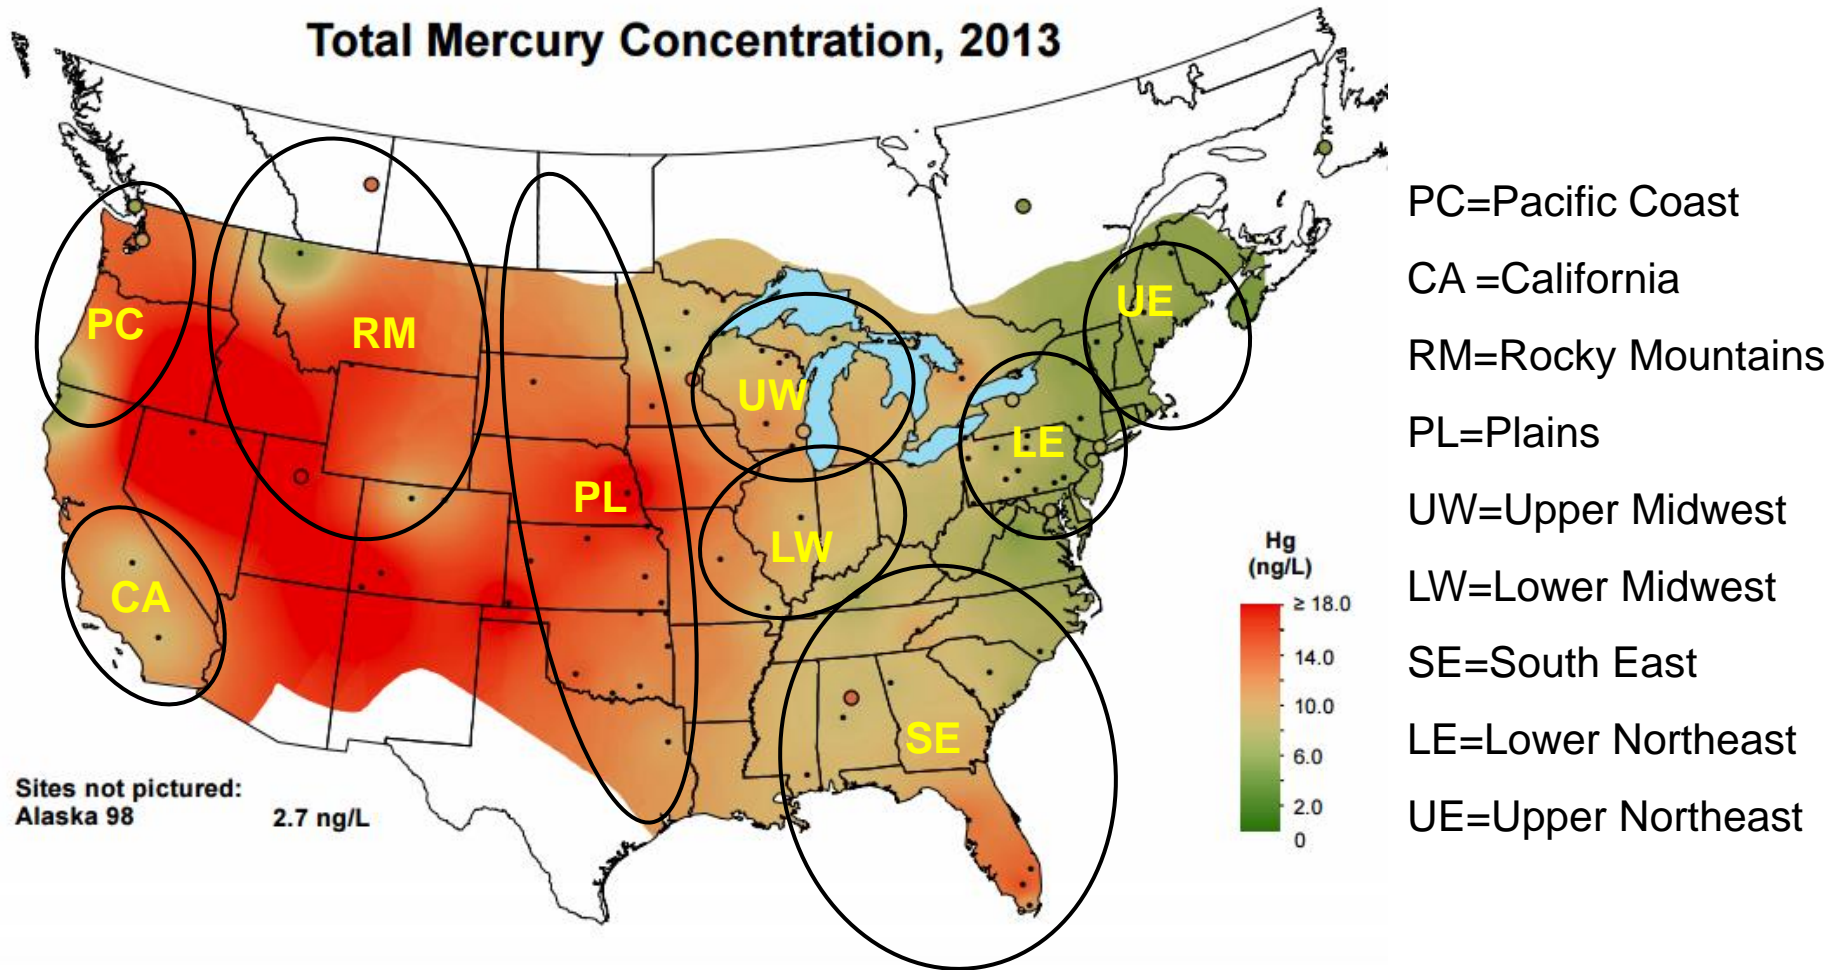 Total Mercury Concentration, 2013
PC
RM
UE
UW
LE
PL
LW
CA
SE
Hg
(ng/L)
≥ 18.0
14.0
10.0
6.0
2.0
0
Sites not pictured:
Alaska 98 2.7 ng/L
PC=Pacific Coast
CA =California
RM=Rocky Mountains
PL=Plains
UW=Upper Midwest
LW=Lower Midwest
SE=South East
LE=Lower Northeast
UE=Upper Northeast